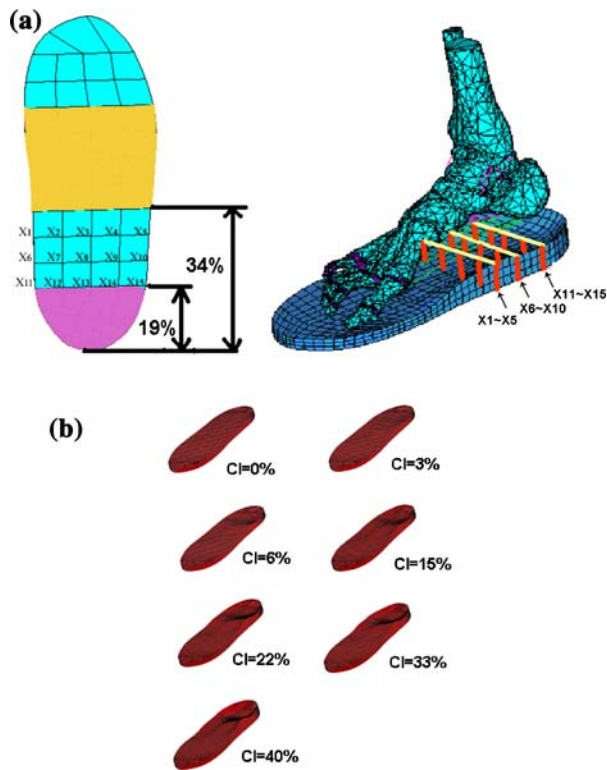 (a)
X1 X2 X3 X4 X5
X6 X7 X8 X9 X10
X11 X12 X13 X14 X15
34%
19%
X11~X15
X6~X10
X1~X5
(b)
CI=0%
CI=3%
CI=6%
CI=15%
CI=22%
CI=33%
CI=40%